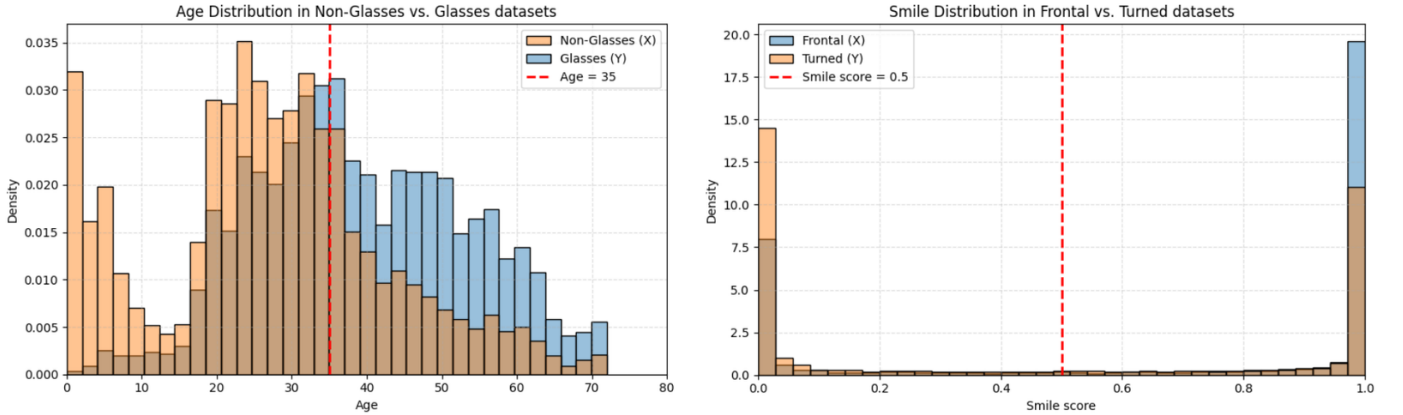 Age Distribution in Non-Glasses vs. Glasses datasets
0.035
0.030
0.025
0.020
0.015
0.010
0.005
0.000
Density
Non-Glasses (X)
Glasses (Y)
Age = 35
0 10 20 30 40 50 60 70 80
Age
Smile Distribution in Frontal vs. Turned datasets
20.0
17.5
15.0
12.5
10.0
7.5
5.0
2.5
0.0
Density
Frontal (X)
Turned (Y)
Smile score = 0.5
0.0 0.2 0.4 0.6 0.8 1.0
Smile score